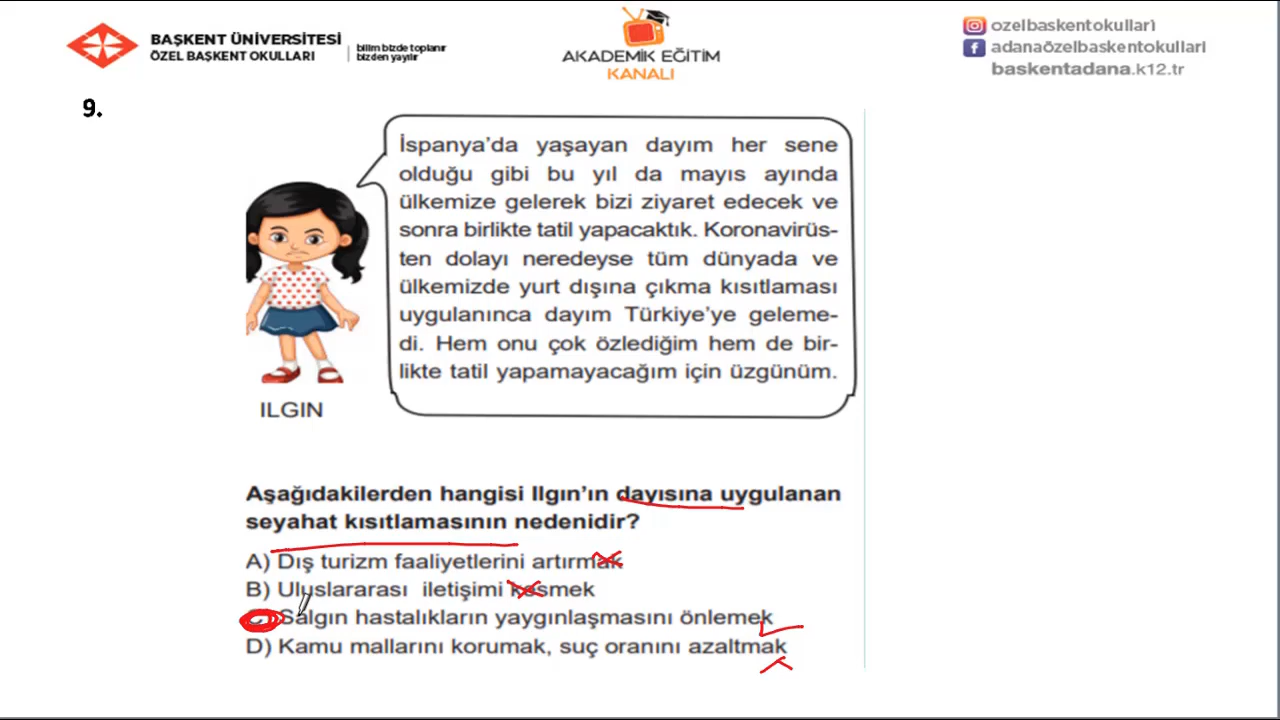 BAŞKENT ÜNİVERSİTESİ
ÖZEL BAŞKENT OKULLARI
bilim bizde toplanır
bizden yayılır
AKADEMİK EĞİTİM
KANALI
ozelbaskentokullari
adanaözelbaskentokullari
baskentadana.k12.tr
9.
İspanya’da yaşayan dayım her sene
olduğu gibi bu yıl da mayıs ayında
ülkemize gelerek bizi ziyaret edecek ve
sonra birlikte tatil yapacaktık. Koronavirüs-
ten dolayı neredeyse tüm dünyada ve
ülkemizde yurt dışına çıkma kısıtlaması
uygulanınca dayım Türkiye’ye geleme-
di. Hem onu çok özlediğim hem de bir-
likte tatil yapamayacağım için üzgünüm.
ILGIN
Aşağıdakilerden hangisi Ilgın’ın dayısına uygulanan
seyahat kısıtlamasının nedenidir?
A) Dış turizm faaliyetlerini artırmak
B) Uluslararası iletişimi kesmek
C) Salgın hastalıkların yaygınlaşmasını önlemek
D) Kamu mallarını korumak, suç oranını azaltmak